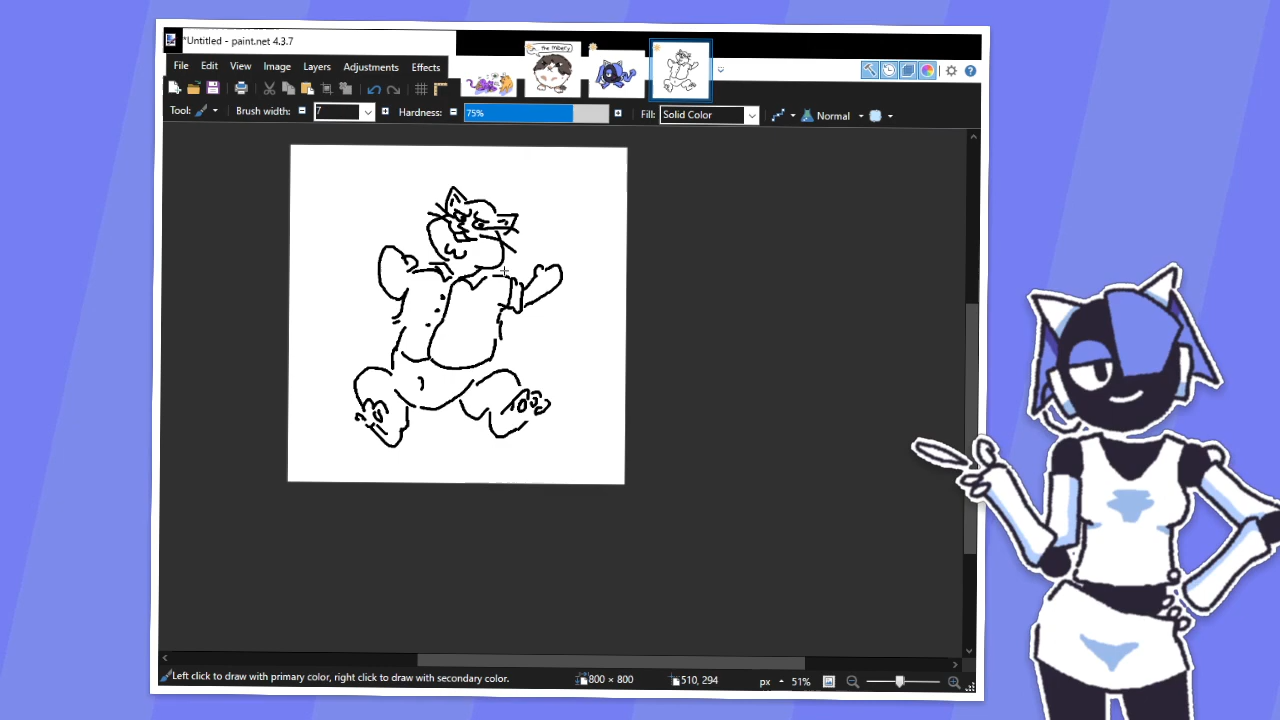 *Untitled - paint.net 4.3.7
File Edit View Image Layers Adjustments Effects
Tool: Brush width: 7 Hardness: 75% Fill: Solid Color Normal
Left click to draw with primary color, right click to draw with secondary color. 800 × 800 510, 294 px 51%